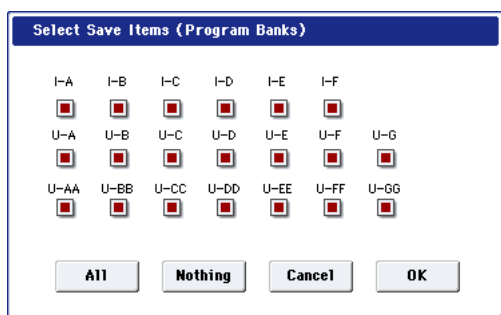 Select Save Items (Program Banks)
I-A I-B I-C I-D I-E I-F
U-A U-B U-C U-D U-E U-F U-G
U-AA U-BB U-CC U-DD U-EE U-FF U-GG
All Nothing Cancel OK